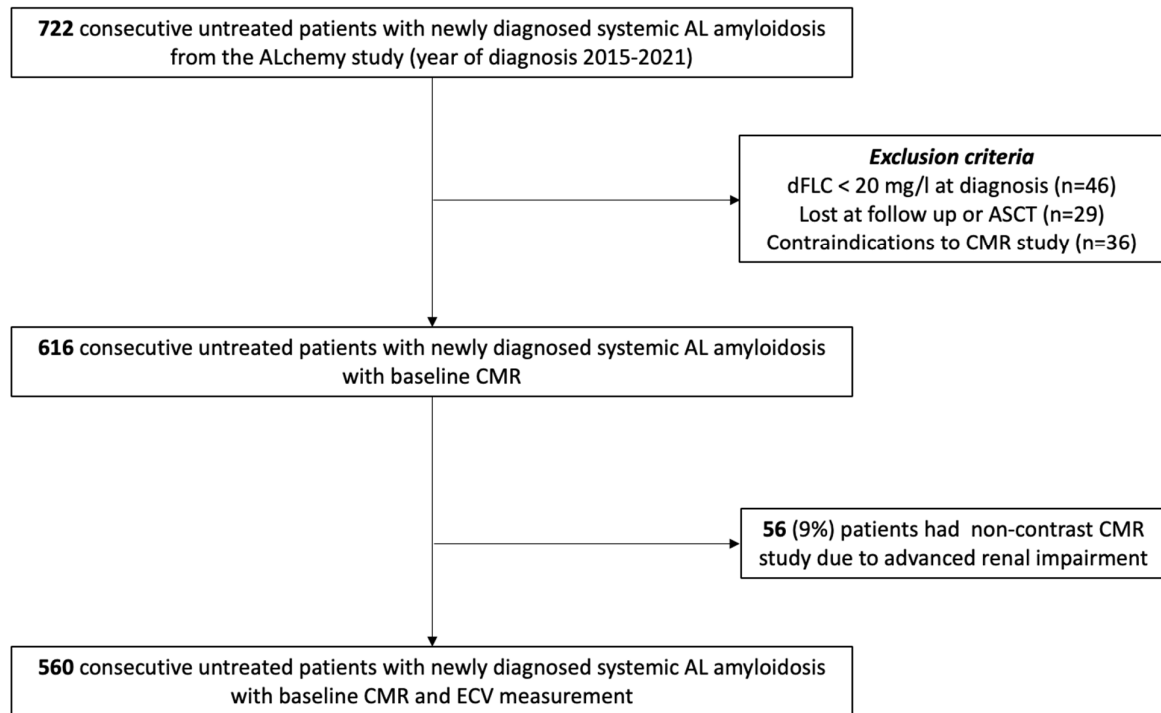 722 consecutive untreated patients with newly diagnosed systemic AL amyloidosis
from the ALchemy study (year of diagnosis 2015-2021)
Exclusion criteria
dFLC < 20 mg/l at diagnosis (n=46)
Lost at follow up or ASCT (n=29)
Contraindications to CMR study (n=36)
616 consecutive untreated patients with newly diagnosed systemic AL amyloidosis
with baseline CMR
56 (9%) patients had non-contrast CMR
study due to advanced renal impairment
560 consecutive untreated patients with newly diagnosed systemic AL amyloidosis
with baseline CMR and ECV measurement